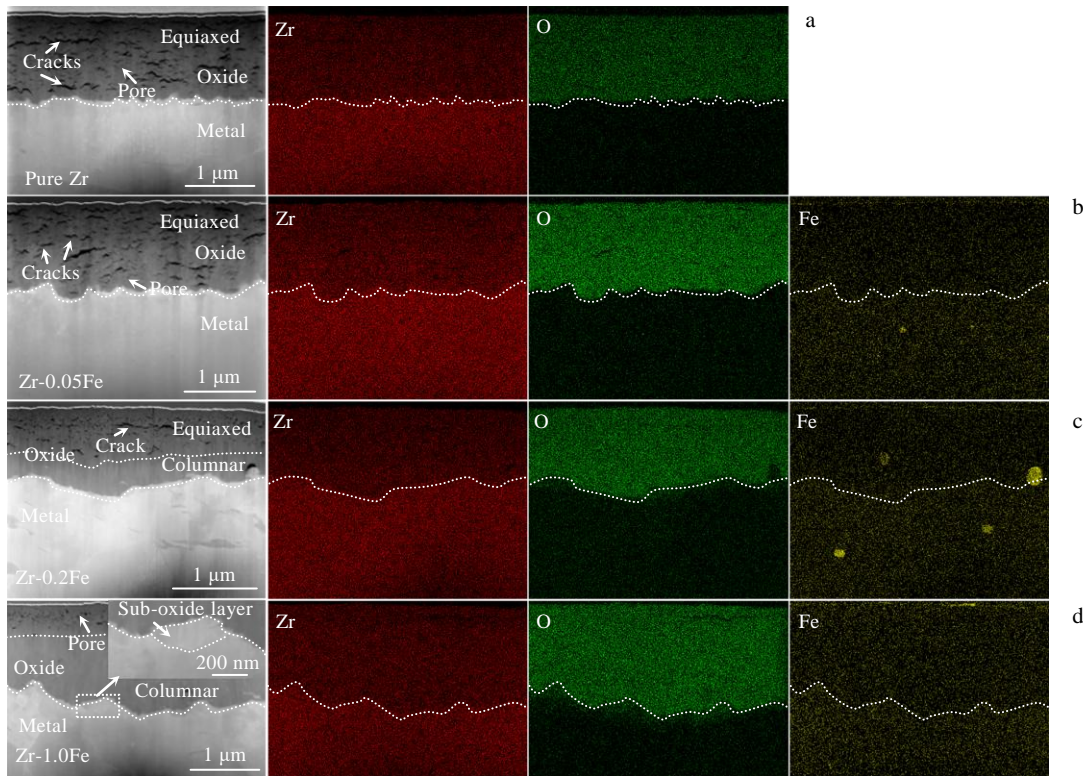 Zr
O
a
Equiaxed
Cracks
Pore
Oxide
Metal
Pure Zr
1 μm
Zr
O
Fe
b
Equiaxed
Oxide
Cracks
Pore
Metal
Zr-0.05Fe
1 μm
Zr
O
Fe
c
Equiaxed
Crack
Oxide
Columnar
Metal
Zr-0.2Fe
1 μm
Sub-oxide layer
Zr
O
Fe
d
Pore
200 nm
Oxide
Columnar
Metal
Zr-1.0Fe
1 μm